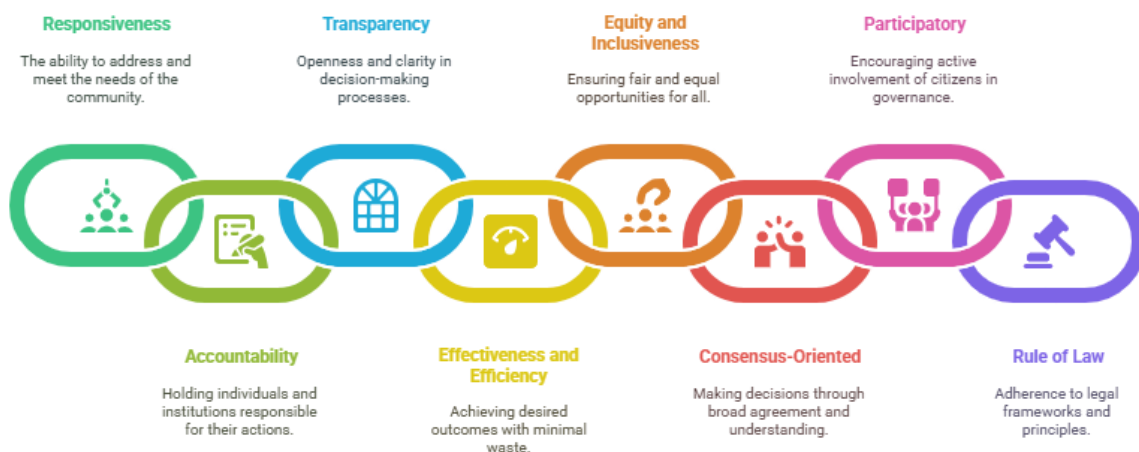 Responsiveness
The ability to address and
meet the needs of the
community.
Transparency
Openness and clarity in
decision-making
processes.
Equity and
Inclusiveness
Ensuring fair and equal
opportunities for all.
Participatory
Encouraging active
involvement of citizens in
governance.
Accountability
Holding individuals and
institutions responsible
for their actions.
Effectiveness and
Efficiency
Achieving desired
outcomes with minimal
waste.
Consensus-Oriented
Making decisions through
broad agreement and
understanding.
Rule of Law
Adherence to legal
frameworks and
principles.